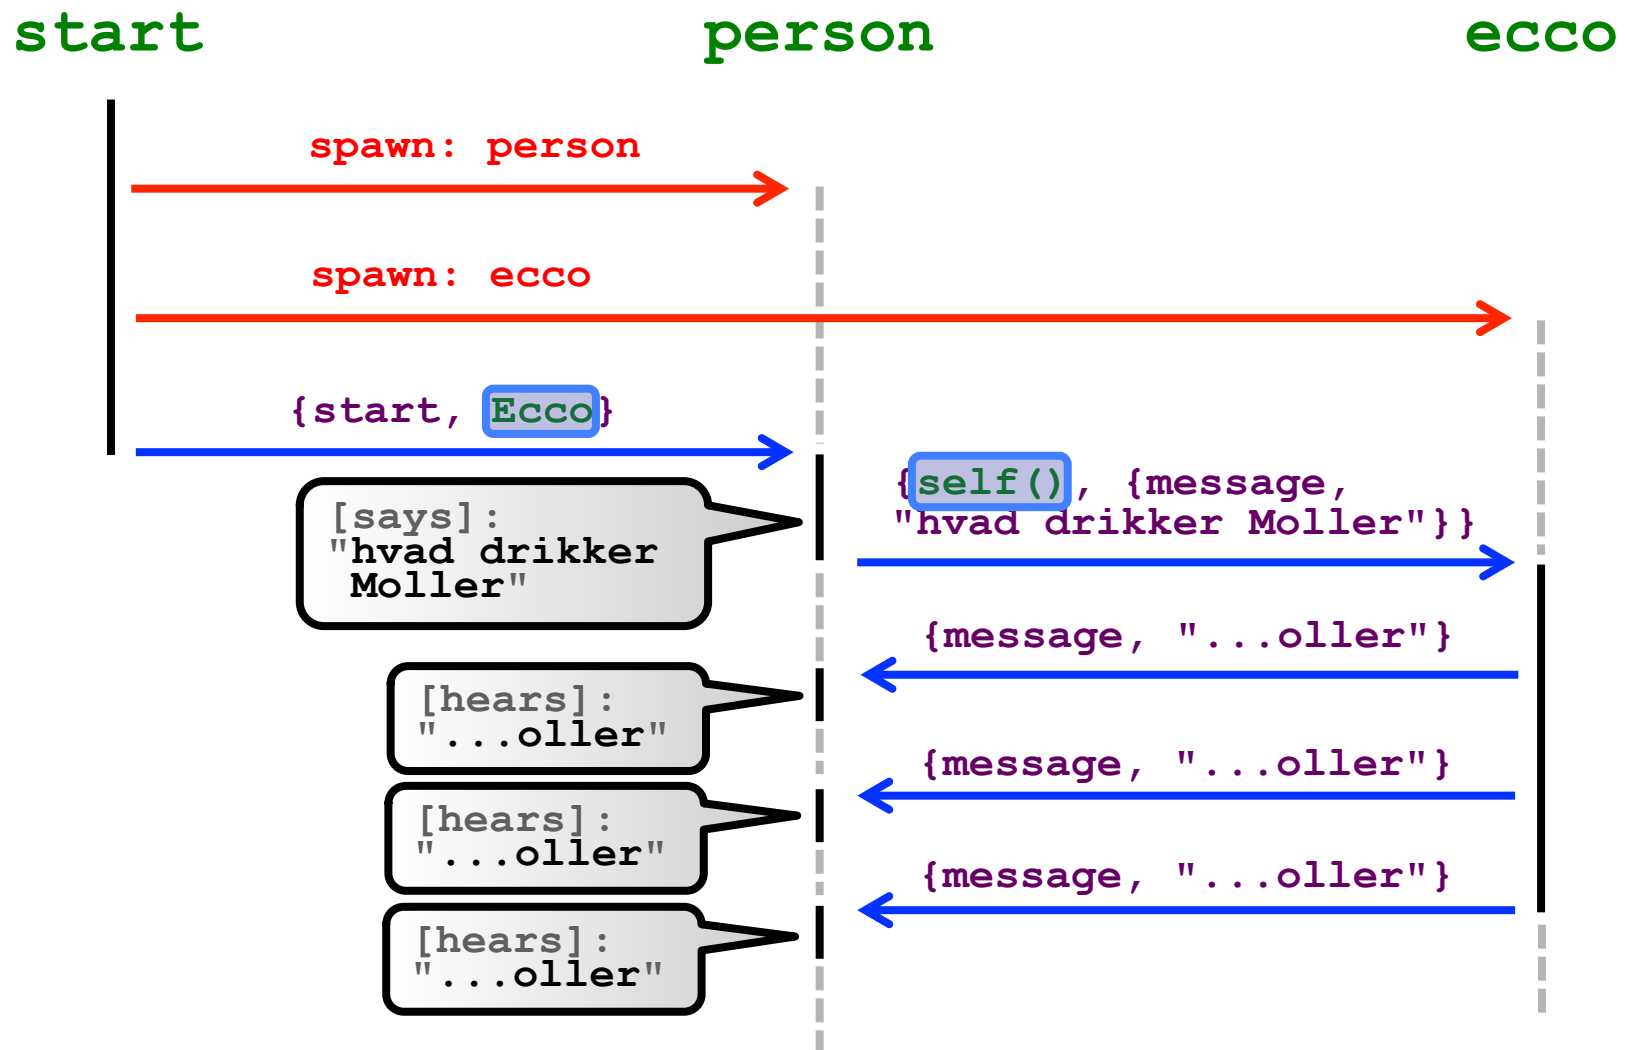 start person ecco
spawn: person
spawn: ecco
{start, Ecco}
{self(), {message,
"hvad drikker Moller"}}
[says]:
"hvad drikker
Moller"
{message, "...oller"}
[hears]:
"...oller"
{message, "...oller"}
[hears]:
"...oller"
{message, "...oller"}
[hears]:
"...oller"